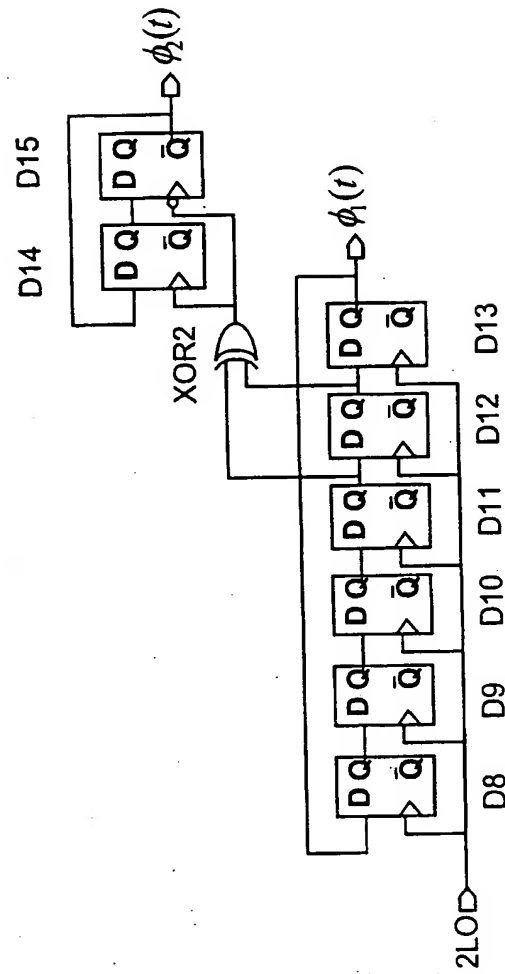 D14 D15
D Q D Q
Q̅ Q̅
ϕ₂(t)
XOR2
D Q D Q D Q D Q D Q D Q
Q̅ Q̅ Q̅ Q̅ Q̅ Q̅
ϕ₁(t)
2LO
D8 D9 D10 D11 D12 D13